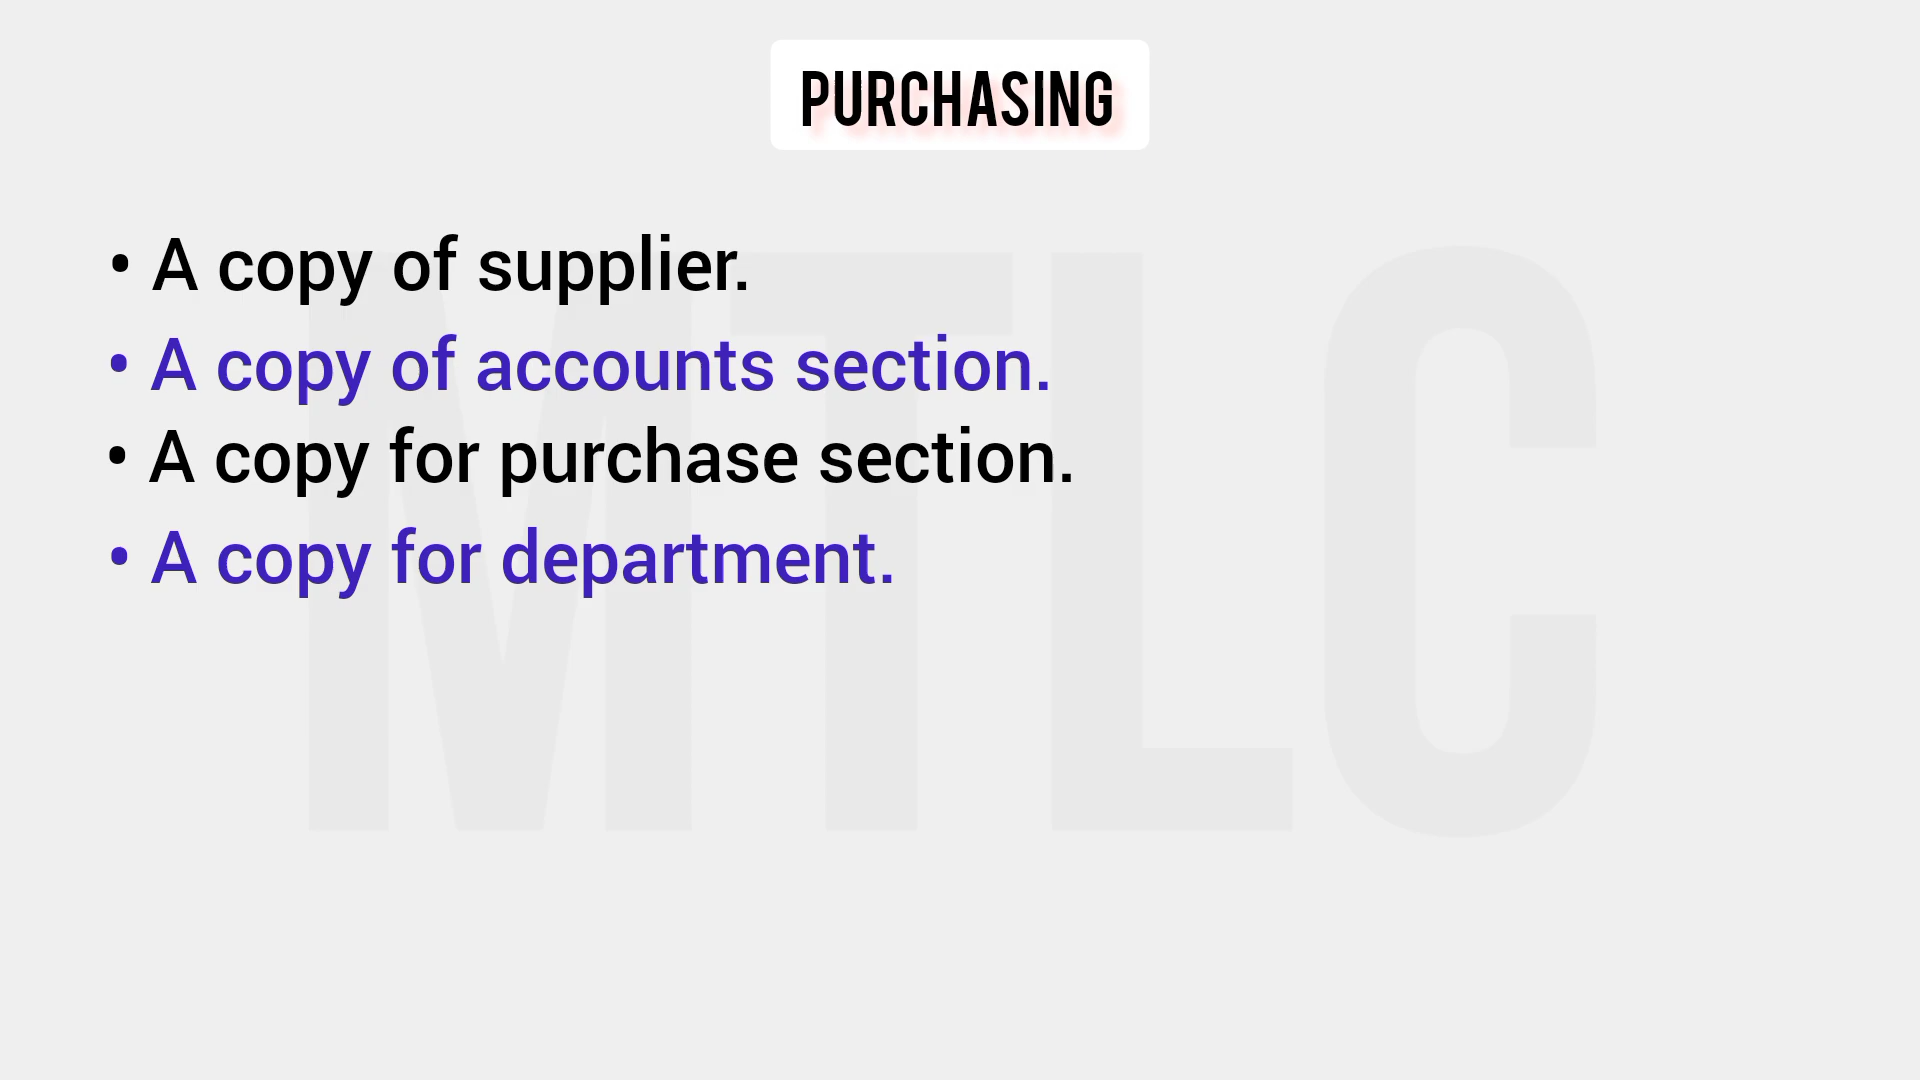 PURCHASING
• A copy of supplier.
• A copy of accounts section.
• A copy for purchase section.
• A copy for department.
MTLC